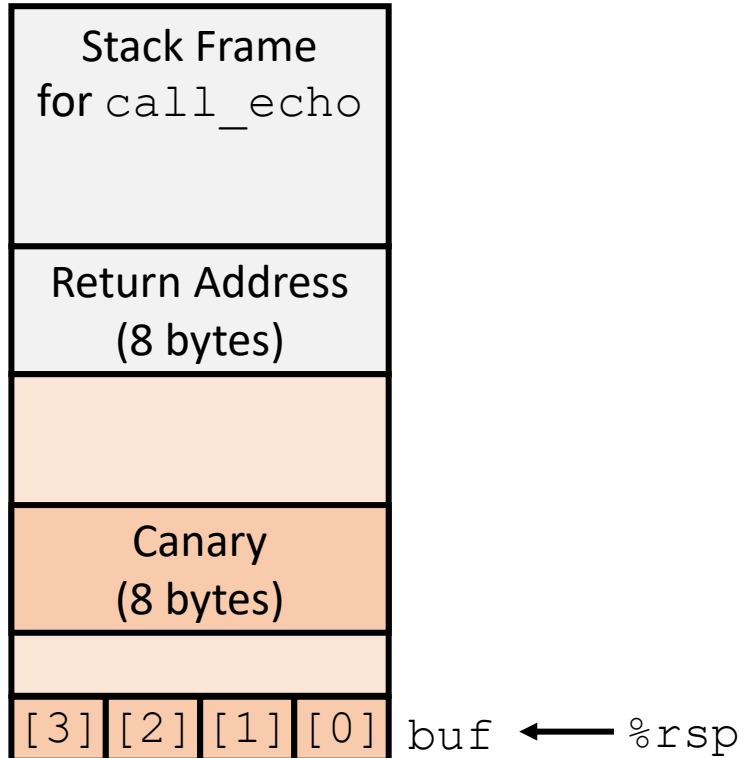 Stack Frame
for call_echo
Return Address
(8 bytes)
Canary
(8 bytes)
[3] [2] [1] [0] buf %rsp